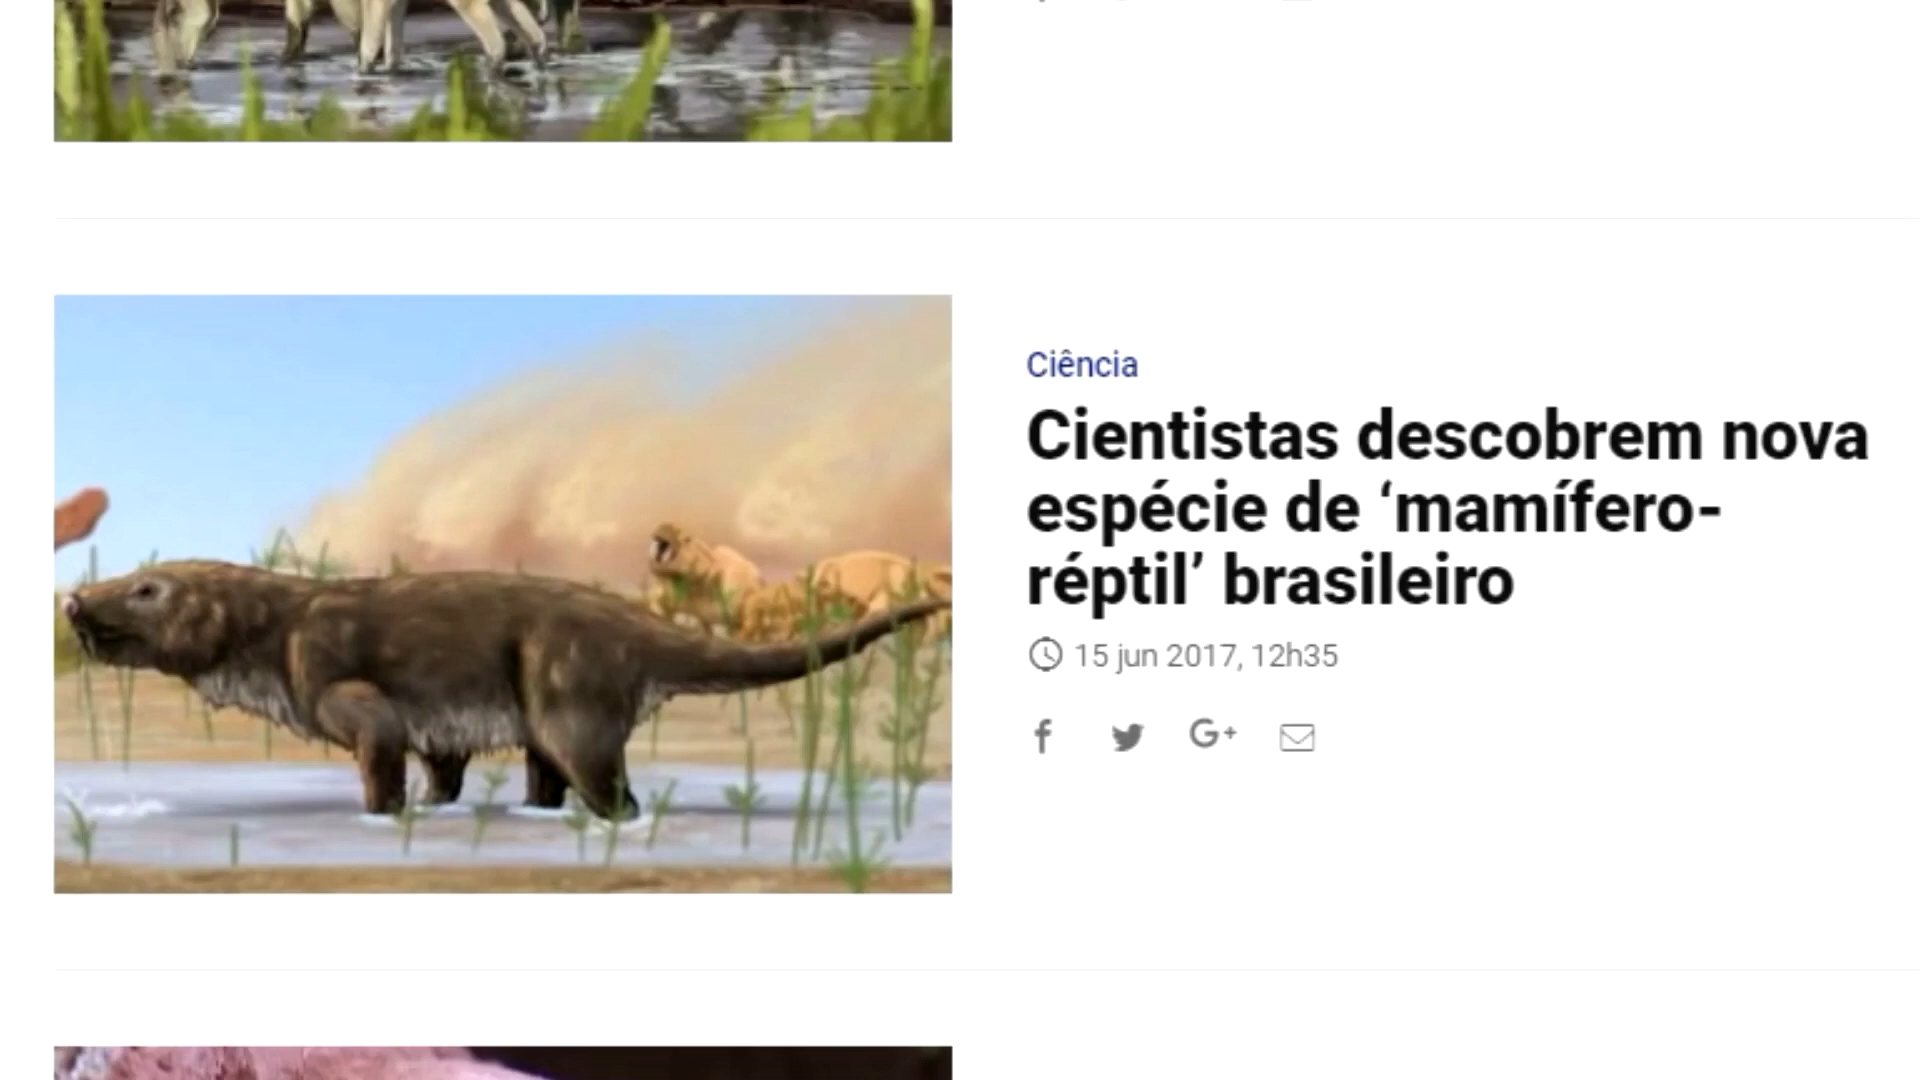 Ciência
Cientistas descobrem nova
espécie de ‘mamífero-
réptil’ brasileiro
15 jun 2017, 12h35
G+